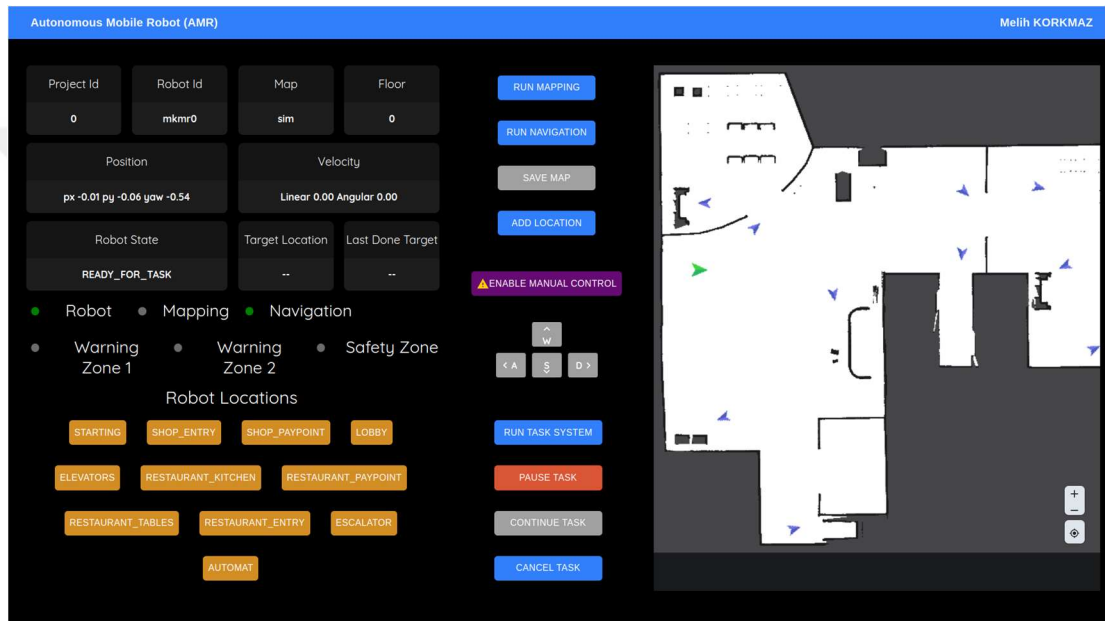 Autonomous Mobile Robot (AMR) Melih KORKMAZ
Project Id Robot Id Map Floor
0 mkmr0 sim 0
Position Velocity
px -0.01 py -0.06 yaw -0.54 Linear 0.00 Angular 0.00
Robot State Target Location Last Done Target
READY_FOR_TASK -- --
Robot Mapping Navigation
Warning Zone 1 Warning Zone 2 Safety Zone
Robot Locations
STARTING SHOP_ENTRY SHOP_PAYPOINT LOBBY
ELEVATORS RESTAURANT_KITCHEN RESTAURANT_PAYPOINT
RESTAURANT_TABLES RESTAURANT_ENTRY ESCALATOR
AUTOMAT
RUN MAPPING
RUN NAVIGATION
SAVE MAP
ADD LOCATION
ENABLE MANUAL CONTROL
^
W
< A S D >
RUN TASK SYSTEM
PAUSE TASK
CONTINUE TASK
CANCEL TASK
+
−